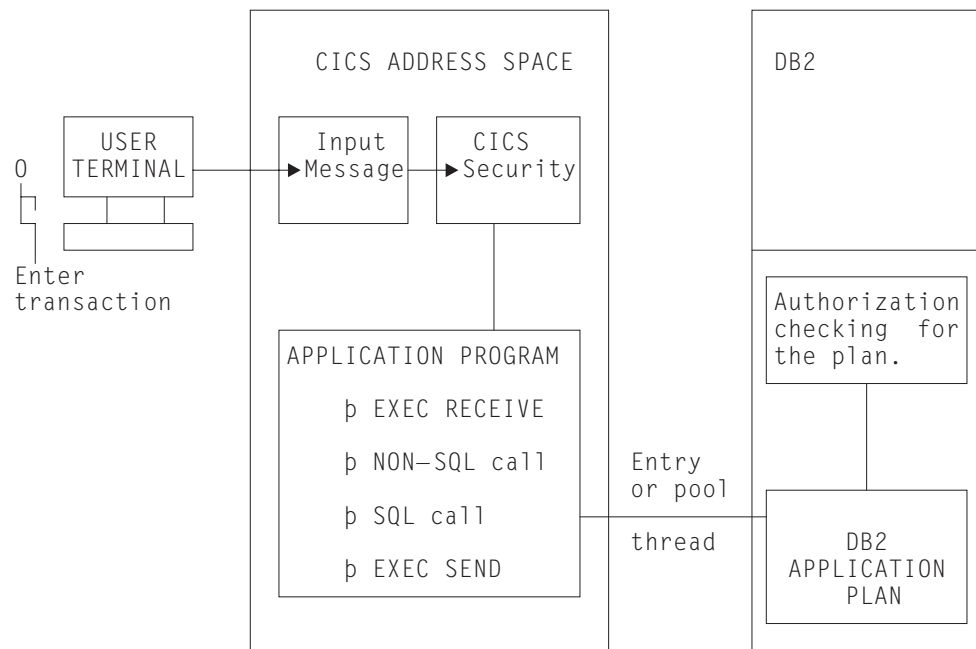 CICS ADDRESS SPACE
DB2
USER
TERMINAL
Input
Message
CICS
Security
O
Enter
transaction
APPLICATION PROGRAM
þ EXEC RECEIVE
þ NON—SQL call
þ SQL call
þ EXEC SEND
Entry
or pool
thread
Authorization
checking for
the plan.
DB2
APPLICATION
PLAN